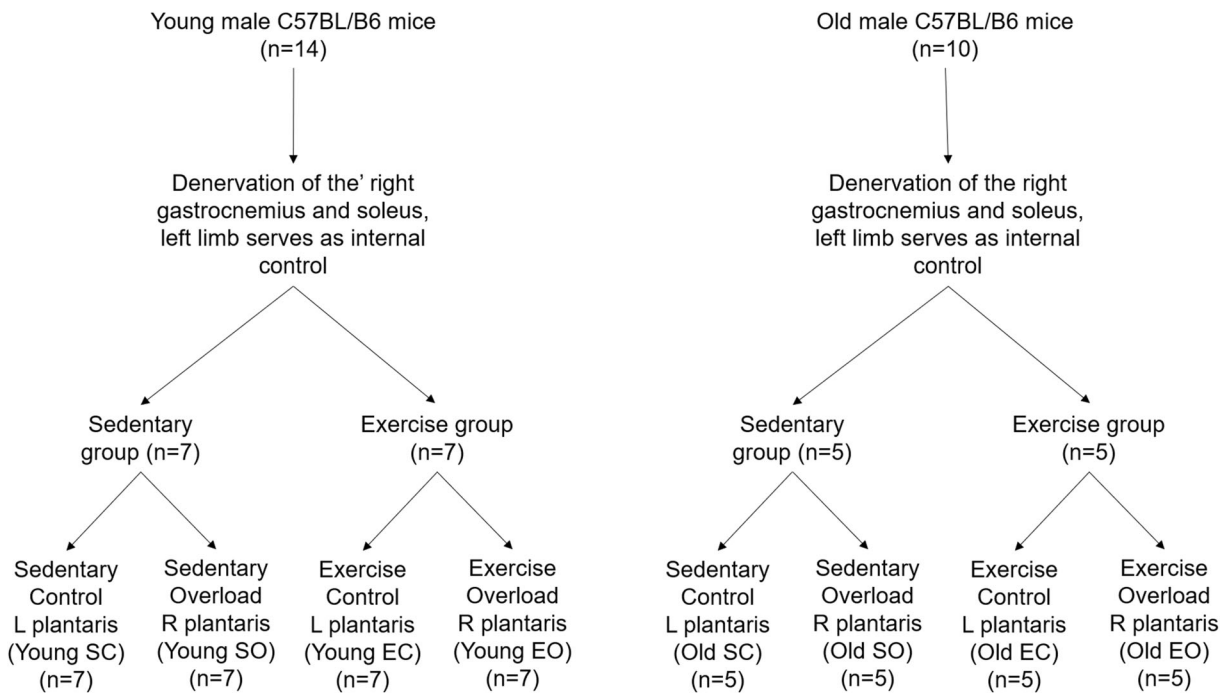 Young male C57BL/B6 mice
(n=14)
Denervation of the' right
gastrocnemius and soleus,
left limb serves as internal
control
Sedentary
group (n=7)
Exercise group
(n=7)
Sedentary
Control
L plantaris
(Young SC)
(n=7)
Sedentary
Overload
R plantaris
(Young SO)
(n=7)
Exercise
Control
L plantaris
(Young EC)
(n=7)
Exercise
Overload
R plantaris
(Young EO)
(n=7)
Old male C57BL/B6 mice
(n=10)
Denervation of the right
gastrocnemius and soleus,
left limb serves as internal
control
Sedentary
group (n=5)
Exercise group
(n=5)
Sedentary
Control
L plantaris
(Old SC)
(n=5)
Sedentary
Overload
R plantaris
(Old SO)
(n=5)
Exercise
Control
L plantaris
(Old EC)
(n=5)
Exercise
Overload
R plantaris
(Old EO)
(n=5)